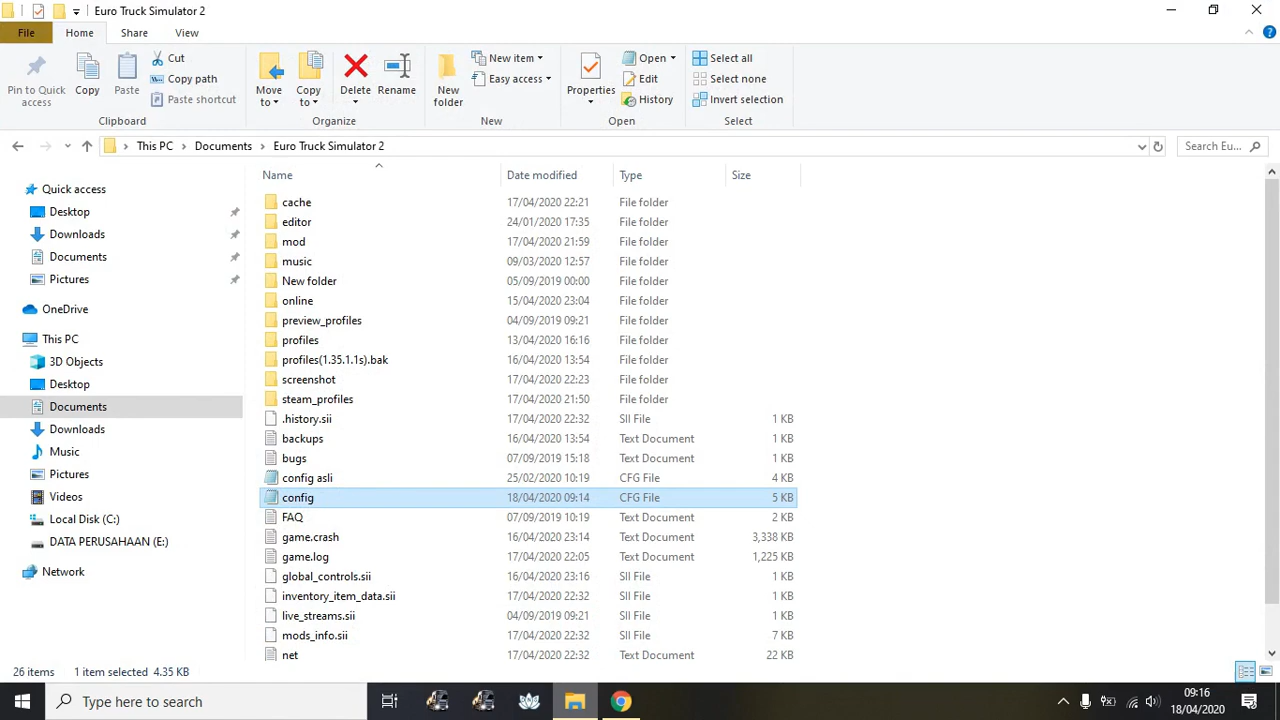 Euro Truck Simulator 2
File Home Share View
Pin to Quick access
Copy
Paste
Cut
Copy path
Paste shortcut
Clipboard
Move to
Copy to
Delete
Rename
Organize
New folder
New item
Easy access
New
Properties
Open
Edit
History
Open
Select all
Select none
Invert selection
Select
This PC Documents Euro Truck Simulator 2
Search Eu...
Quick access
Desktop
Downloads
Documents
Pictures
OneDrive
This PC
3D Objects
Desktop
Documents
Downloads
Music
Pictures
Videos
Local Disk (C:)
DATA PERUSAHAAN (E:)
Network
Name Date modified Type Size
cache 17/04/2020 22:21 File folder
editor 24/01/2020 17:35 File folder
mod 17/04/2020 21:59 File folder
music 09/03/2020 12:57 File folder
New folder 05/09/2019 00:00 File folder
online 15/04/2020 23:04 File folder
preview_profiles 04/09/2019 09:21 File folder
profiles 13/04/2020 16:16 File folder
profiles(1.35.1.1s).bak 16/04/2020 13:54 File folder
screenshot 17/04/2020 22:23 File folder
steam_profiles 17/04/2020 21:50 File folder
.history.sii 17/04/2020 22:32 SII File 1 KB
backups 16/04/2020 13:54 Text Document 1 KB
bugs 07/09/2019 15:18 Text Document 1 KB
config asli 25/02/2020 10:19 CFG File 4 KB
config 18/04/2020 09:14 CFG File 5 KB
FAQ 07/09/2019 10:19 Text Document 2 KB
game.crash 16/04/2020 23:14 Text Document 3,338 KB
game.log 17/04/2020 22:05 Text Document 1,225 KB
global_controls.sii 16/04/2020 23:16 SII File 1 KB
inventory_item_data.sii 17/04/2020 22:32 SII File 1 KB
live_streams.sii 04/09/2019 09:21 SII File 1 KB
mods_info.sii 17/04/2020 22:32 SII File 7 KB
net 17/04/2020 22:32 Text Document 22 KB
26 items 1 item selected 4.35 KB
Type here to search
09:16
18/04/2020